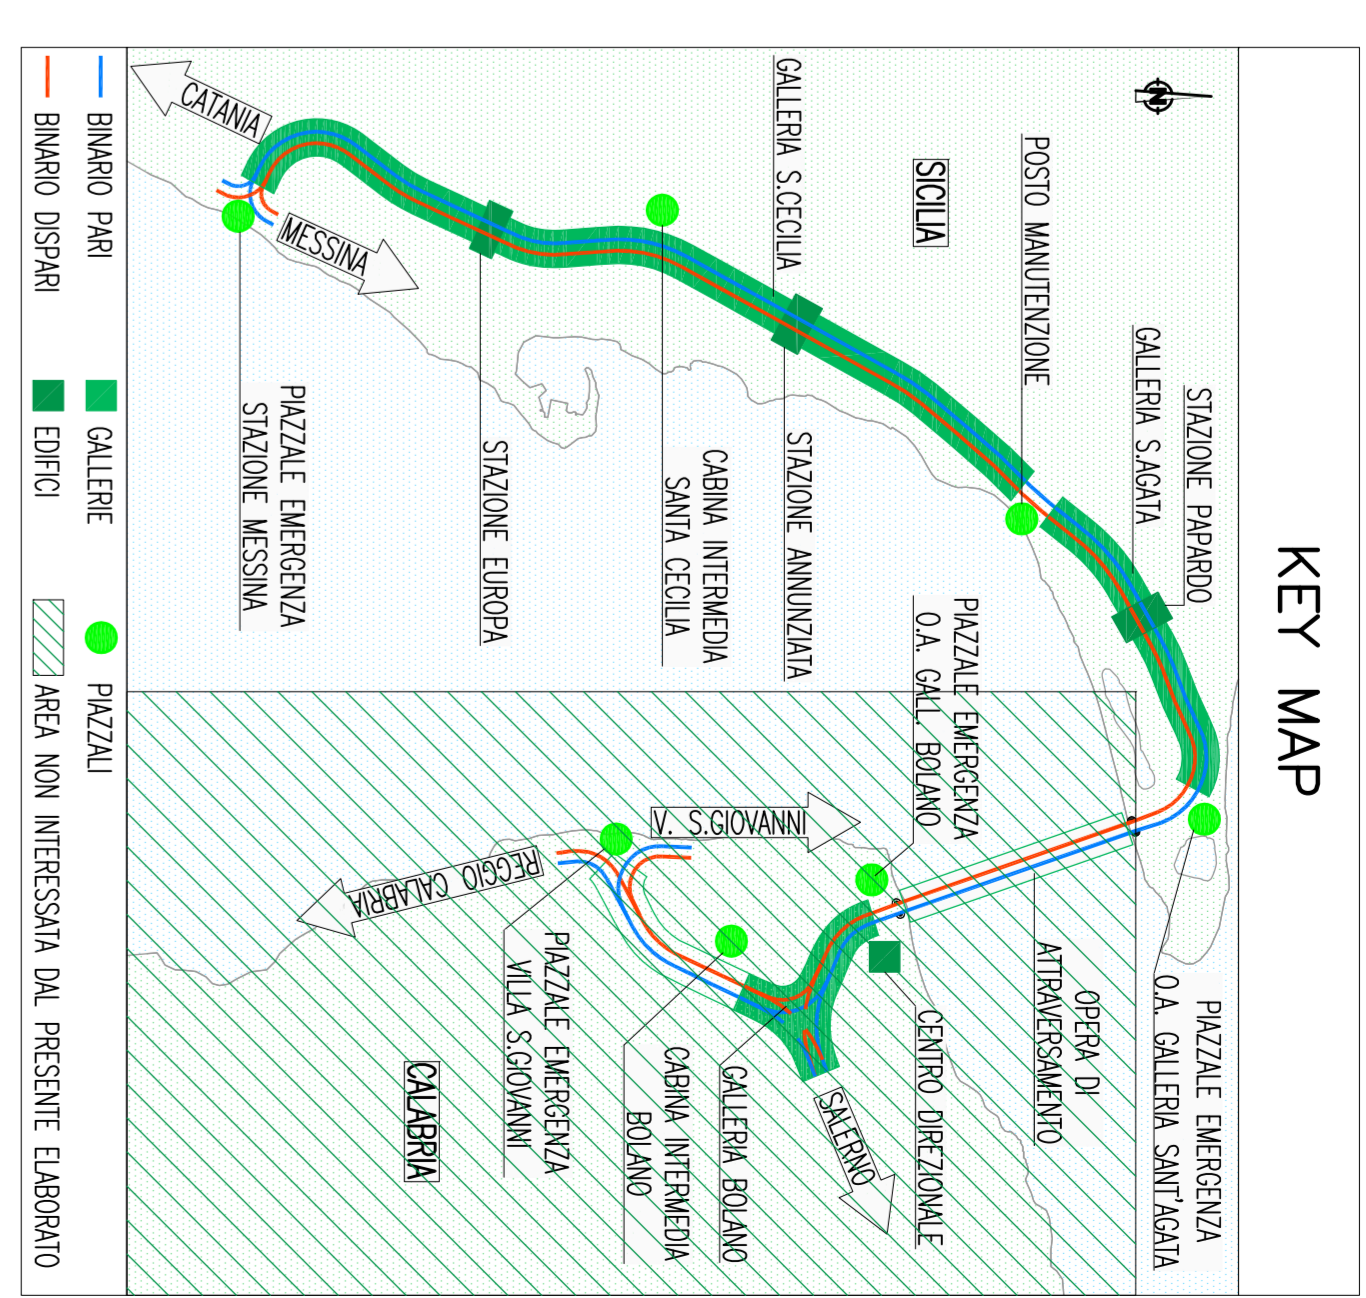 KEY MAP
N
STAZIONE PAPARDO
GALLERIA S.AGATA
POSTO MANUTENZIONE
SICILIA
GALLERIA S.CECILIA
CATANIA
MESSINA
PIAZZALE EMERGENZA
O.A. GALLERIA SANT'AGATA
OPERA DI
ATTRAVERSAMENTO
PIAZZALE EMERGENZA
O.A. GALL. BOLANO
CENTRO DIREZIONALE
SALERNO
STAZIONE ANNUNZIATA
V. S.GIOVANNI
GALLERIA BOLANO
CABINA INTERMEDIA
SANTA CECILIA
CABINA INTERMEDIA
BOLANO
PIAZZALE EMERGENZA
VILLA S.GIOVANNI
STAZIONE EUROPA
REGGIO CALABRIA
CALABRIA
PIAZZALE EMERGENZA
STAZIONE MESSINA
BINARIO PARI
GALLERIE
PIAZZALI
BINARIO DISPARI
EDIFICI
AREA NON INTERESSATA DAL PRESENTE ELABORATO